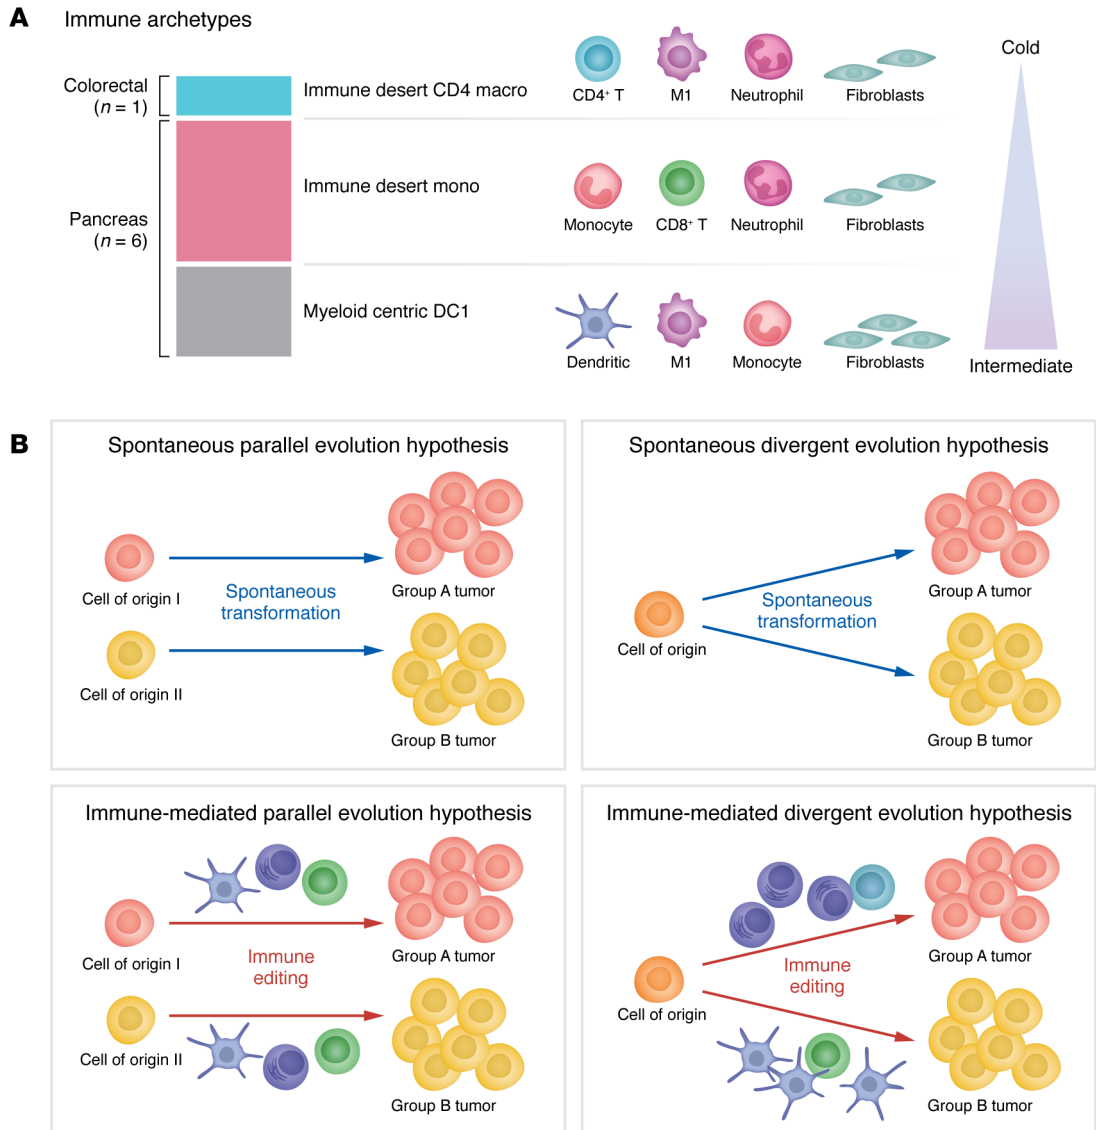 A
Immune archetypes
Colorectal
(n = 1)
Pancreas
(n = 6)
Immune desert CD4 macro
CD4⁺ T
M1
Neutrophil
Fibroblasts
Immune desert mono
Monocyte
CD8⁺ T
Neutrophil
Fibroblasts
Myeloid centric DC1
Dendritic
M1
Monocyte
Fibroblasts
Cold
Intermediate
B
Spontaneous parallel evolution hypothesis
Cell of origin I
Spontaneous
transformation
Group A tumor
Cell of origin II
Group B tumor
Spontaneous divergent evolution hypothesis
Cell of origin
Spontaneous
transformation
Group A tumor
Group B tumor
Immune-mediated parallel evolution hypothesis
Cell of origin I
Immune
editing
Group A tumor
Cell of origin II
Group B tumor
Immune-mediated divergent evolution hypothesis
Cell of origin
Immune
editing
Group A tumor
Group B tumor